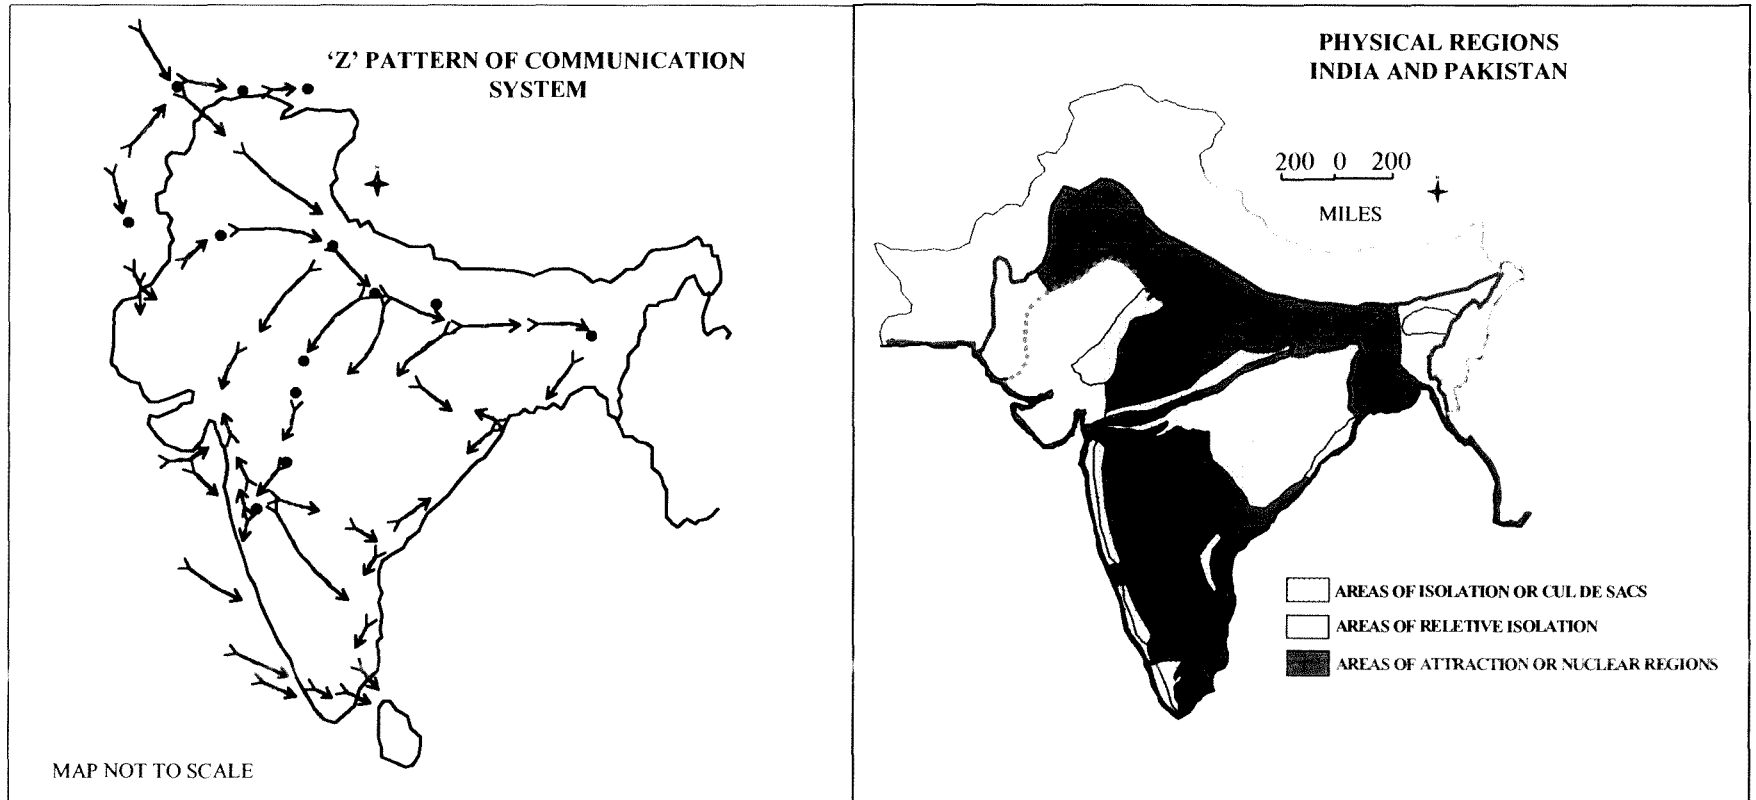 ‘Z’ PATTERN OF COMMUNICATION
SYSTEM
MAP NOT TO SCALE
PHYSICAL REGIONS
INDIA AND PAKISTAN
200 0 200
MILES
AREAS OF ISOLATION OR CUL DE SACS
AREAS OF RELETIVE ISOLATION
AREAS OF ATTRACTION OR NUCLEAR REGIONS